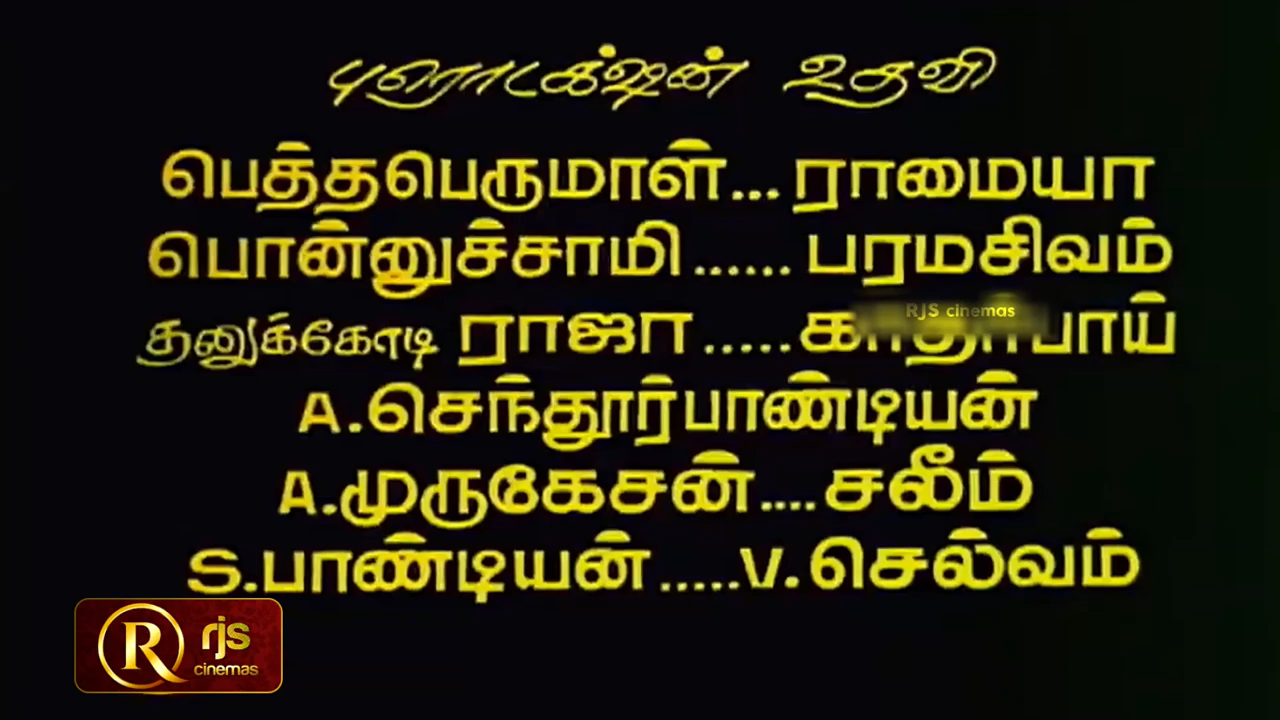 புரொடக்ஷன் உதவி
பெத்தபெருமாள்... ராமையா
பொன்னுச்சாமி ...... பரமசிவம்
தனுக்கோடி ராஜா .....
RJS cinemas
A.செந்தூர்பாண்டியன்
A.முருகேசன்....சலீம்
S.பாண்டியன் .....V.செல்வம்
R rjs
cinemas